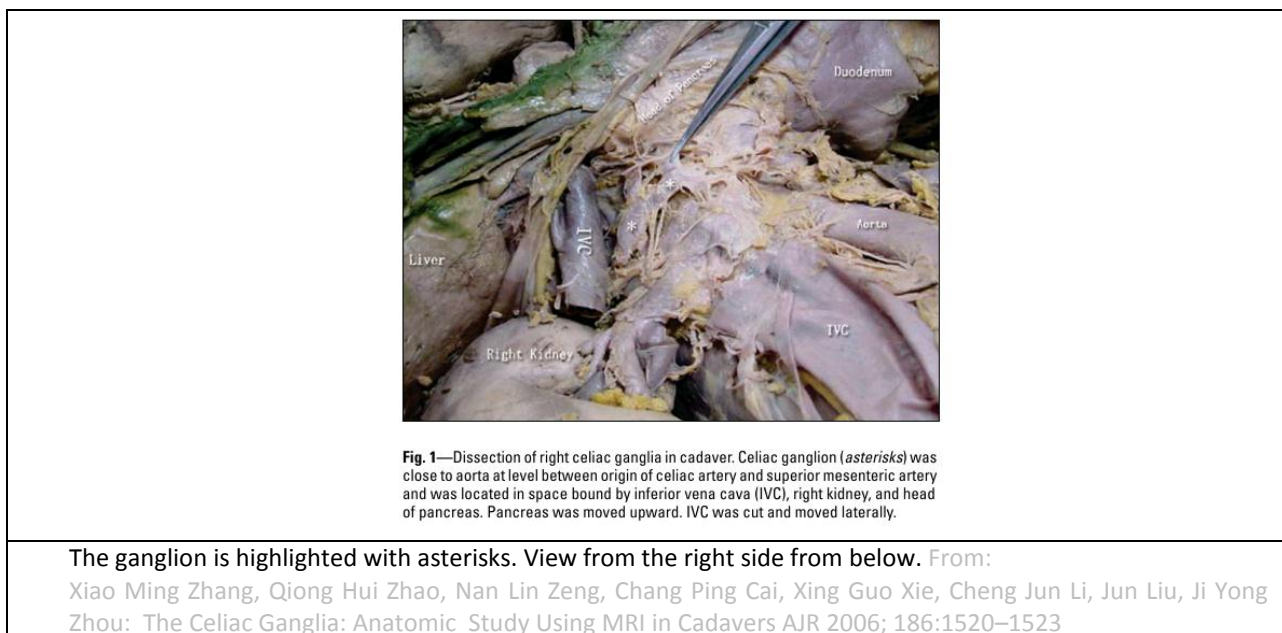 Duodenum
Head of Pancreas
*
*
IVC
Aorta
Liver
IVC
Right Kidney
Fig. 1—Dissection of right celiac ganglia in cadaver. Celiac ganglion (asterisks) was
close to aorta at level between origin of celiac artery and superior mesenteric artery
and was located in space bound by inferior vena cava (IVC), right kidney, and head
of pancreas. Pancreas was moved upward. IVC was cut and moved laterally.
The ganglion is highlighted with asterisks. View from the right side from below. From:
Xiao Ming Zhang, Qiong Hui Zhao, Nan Lin Zeng, Chang Ping Cai, Xing Guo Xie, Cheng Jun Li, Jun Liu, Ji Yong
Zhou: The Celiac Ganglia: Anatomic Study Using MRI in Cadavers AJR 2006; 186:1520–1523